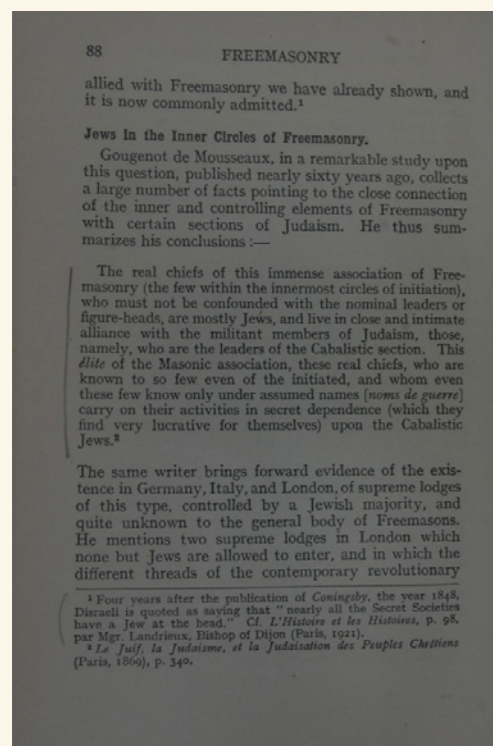 88
FREEMASONRY
allied with Freemasonry we have already shown, and
it is now commonly admitted.¹
Jews in the Inner Circles of Freemasonry.
Gougenot de Mousseaux, in a remarkable study upon
this question, published nearly sixty years ago, collects
a large number of facts pointing to the close connection
of the inner and controlling elements of Freemasonry
with certain sections of Judaism. He thus sum-
marizes his conclusions :—
The real chiefs of this immense association of Free-
masonry (the few within the innermost circles of initiation),
who must not be confounded with the nominal leaders or
figure-heads, are mostly Jews, and live in close and intimate
alliance with the militant members of Judaism, those,
namely, who are the leaders of the Cabalistic section. This
élite of the Masonic association, these real chiefs, who are
known to so few even of the initiated, and whom even
these few know only under assumed names [noms de guerre]
carry on their activities in secret dependence (which they
find very lucrative for themselves) upon the Cabalistic
Jews.²
The same writer brings forward evidence of the exis-
tence in Germany, Italy, and London, of supreme lodges
of this type, controlled by a Jewish majority, and
quite unknown to the general body of Freemasons.
He mentions two supreme lodges in London which
none but Jews are allowed to enter, and in which the
different threads of the contemporary revolutionary
¹ Four years after the publication of Coningsby, the year 1848,
Disraeli is quoted as saying that " nearly all the Secret Societies
have a Jew at the head." Cf. L'Histoire et les Histoires, p. 98,
par Mgr. Landrieux, Bishop of Dijon (Paris, 1921).
² Le Juif, la Judaisme, et la Judaisation des Peuples Chrétiens
(Paris, 1869), p. 340.